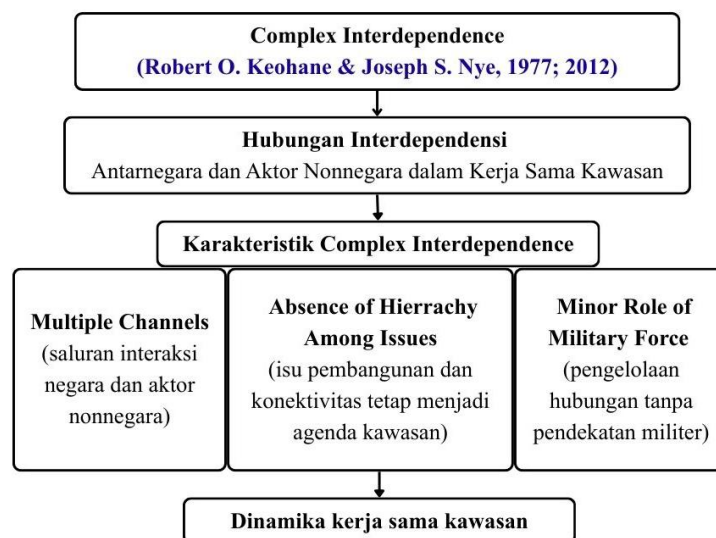 Complex Interdependence
(Robert O. Keohane & Joseph S. Nye, 1977; 2012)
Hubungan Interdependensi
Antarnegara dan Aktor Nonnegara dalam Kerja Sama Kawasan
Karakteristik Complex Interdependence
Multiple Channels
(saluran interaksi
negara dan aktor
nonnegara)
Absence of Hierrachy
Among Issues
(isu pembangunan dan
konektivitas tetap menjadi
agenda kawasan)
Minor Role of
Military Force
(pengelolaan
hubungan tanpa
pendekatan militer)
Dinamika kerja sama kawasan